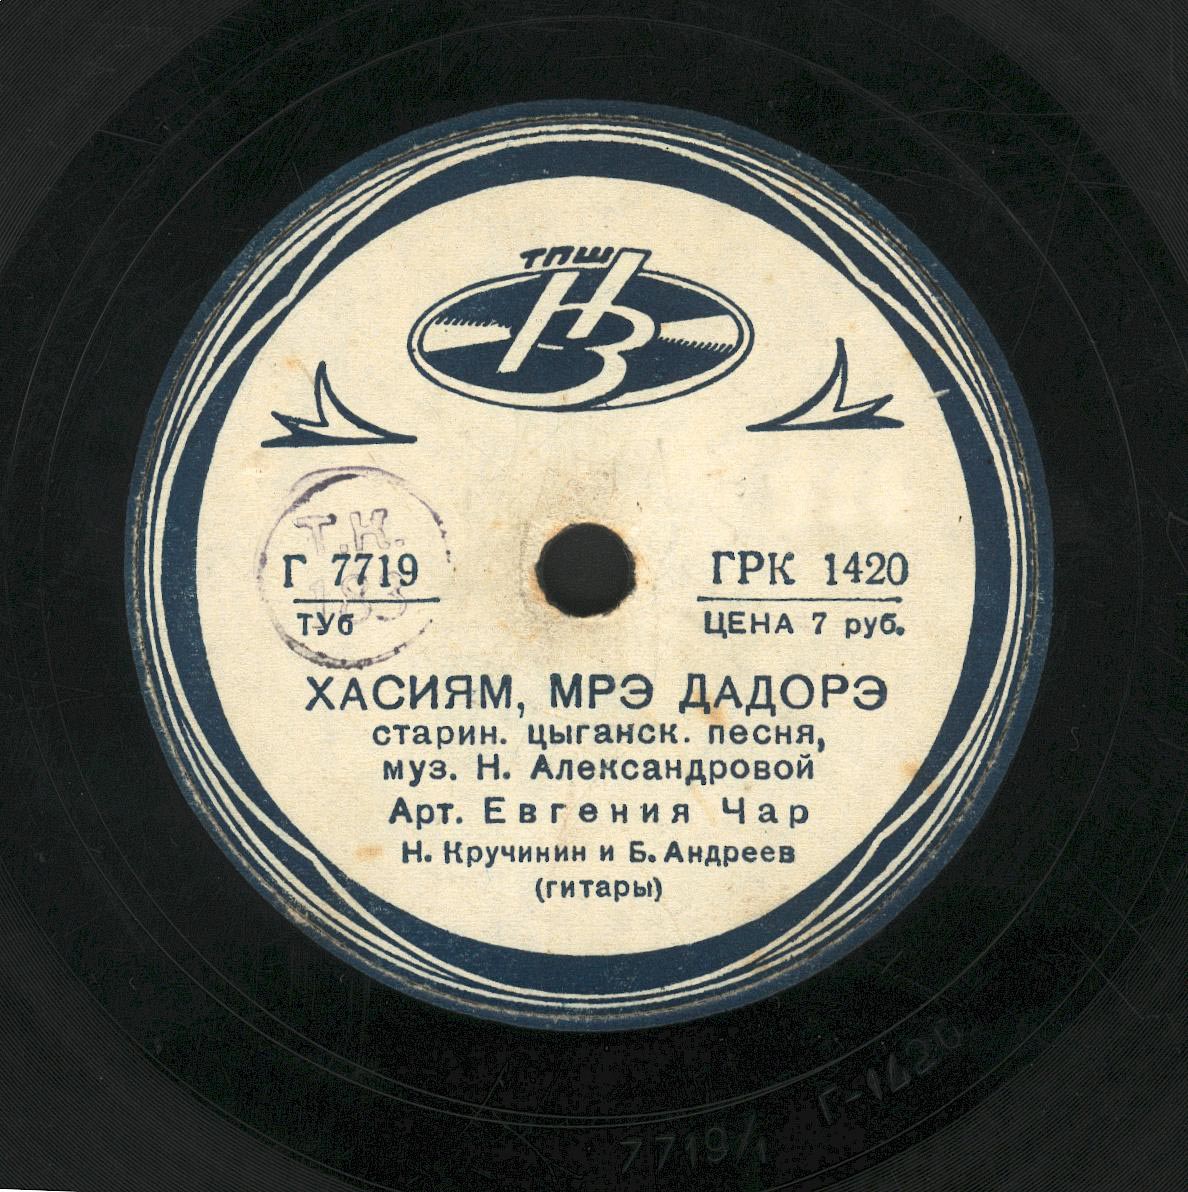 ТПШ
НЗ
Т.К.
Г 7719
ГРК 1420
ТУб
ЦЕНА 7 руб.
ХАСИЯМ, МРЭ ДАДОРЭ
старин. цыганск. песня,
муз. Н. Александровой
Арт. Евгения Чар
Н. Кручинин и Б. Андреев
(гитары)
Г-1420
7719/1